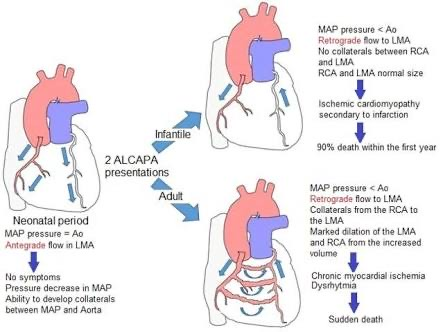 Neonatal period
MAP pressure = Ao
Antegrade flow in LMA
No symptoms
Pressure decrease in MAP
Ability to develop collaterals
between MAP and Aorta
2 ALCAPA
presentations
Infantile
Adult
MAP pressure < Ao
Retrograde flow to LMA
No collaterals between RCA
and LMA
RCA and LMA normal size
Ischemic cardiomyopathy
secondary to infarction
90% death within the first year
MAP pressure < Ao
Retrograde flow to LMA
Collaterals from the RCA to
the LMA
Marked dilation of the LMA
and RCA from the increased
volume
Chronic myocardial ischemia
Dysrhytmia
Sudden death